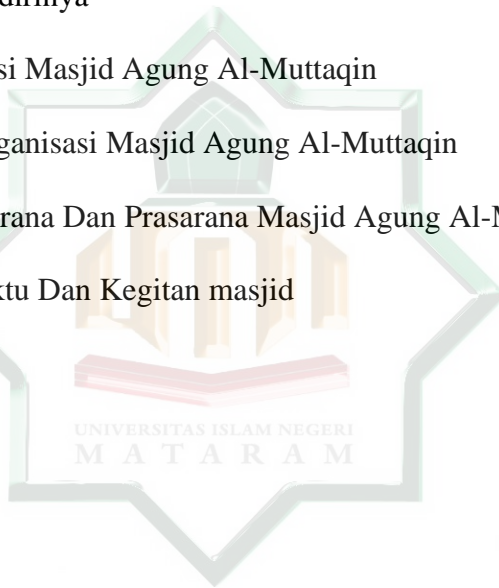 si Masjid Agung Al-Muttaqin
ganisasi Masjid Agung Al-Muttaqin
rana Dan Prasarana Masjid Agung Al-M
ktu Dan Kegitan masjid
UNIVERSITAS ISLAM NEGERI
MATARAM